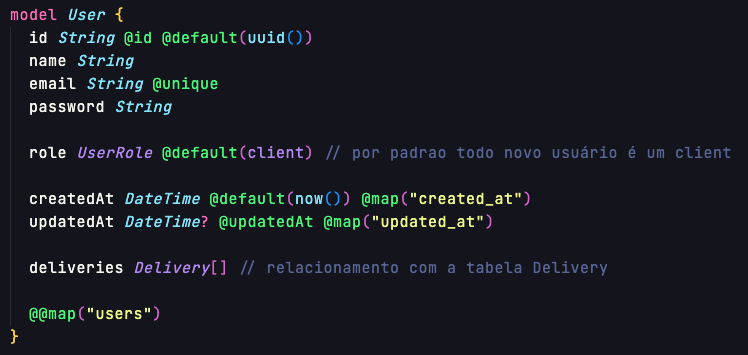 model User {
id String @id @default(uuid())
name String
email String @unique
password String
role UserRole @default(client) // por padrao todo novo usuário é um client
createdAt DateTime @default(now()) @map("created_at")
updatedAt DateTime? @updatedAt @map("updated_at")
deliveries Delivery[] // relacionamento com a tabela Delivery
@@map("users")
}